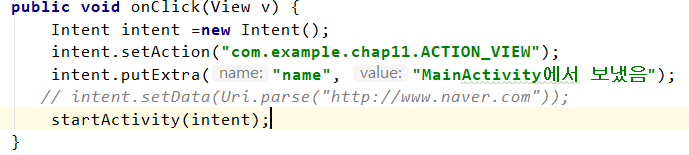 public void onClick(View v) {
Intent intent =new Intent();
intent.setAction("com.example.chap11.ACTION_VIEW");
intent.putExtra( name: "name", value: "MainActivity에서 보냈음");
// intent.setData(Uri.parse("http://www.naver.com"));
startActivity(intent);
}